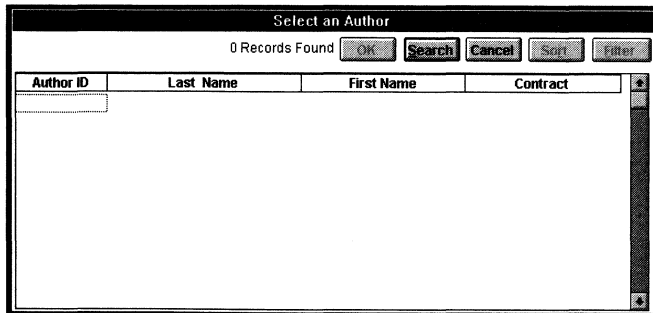 Select an Author
0 Records Found OK Search Cancel Sort Filter
Author ID Last Name First Name Contract